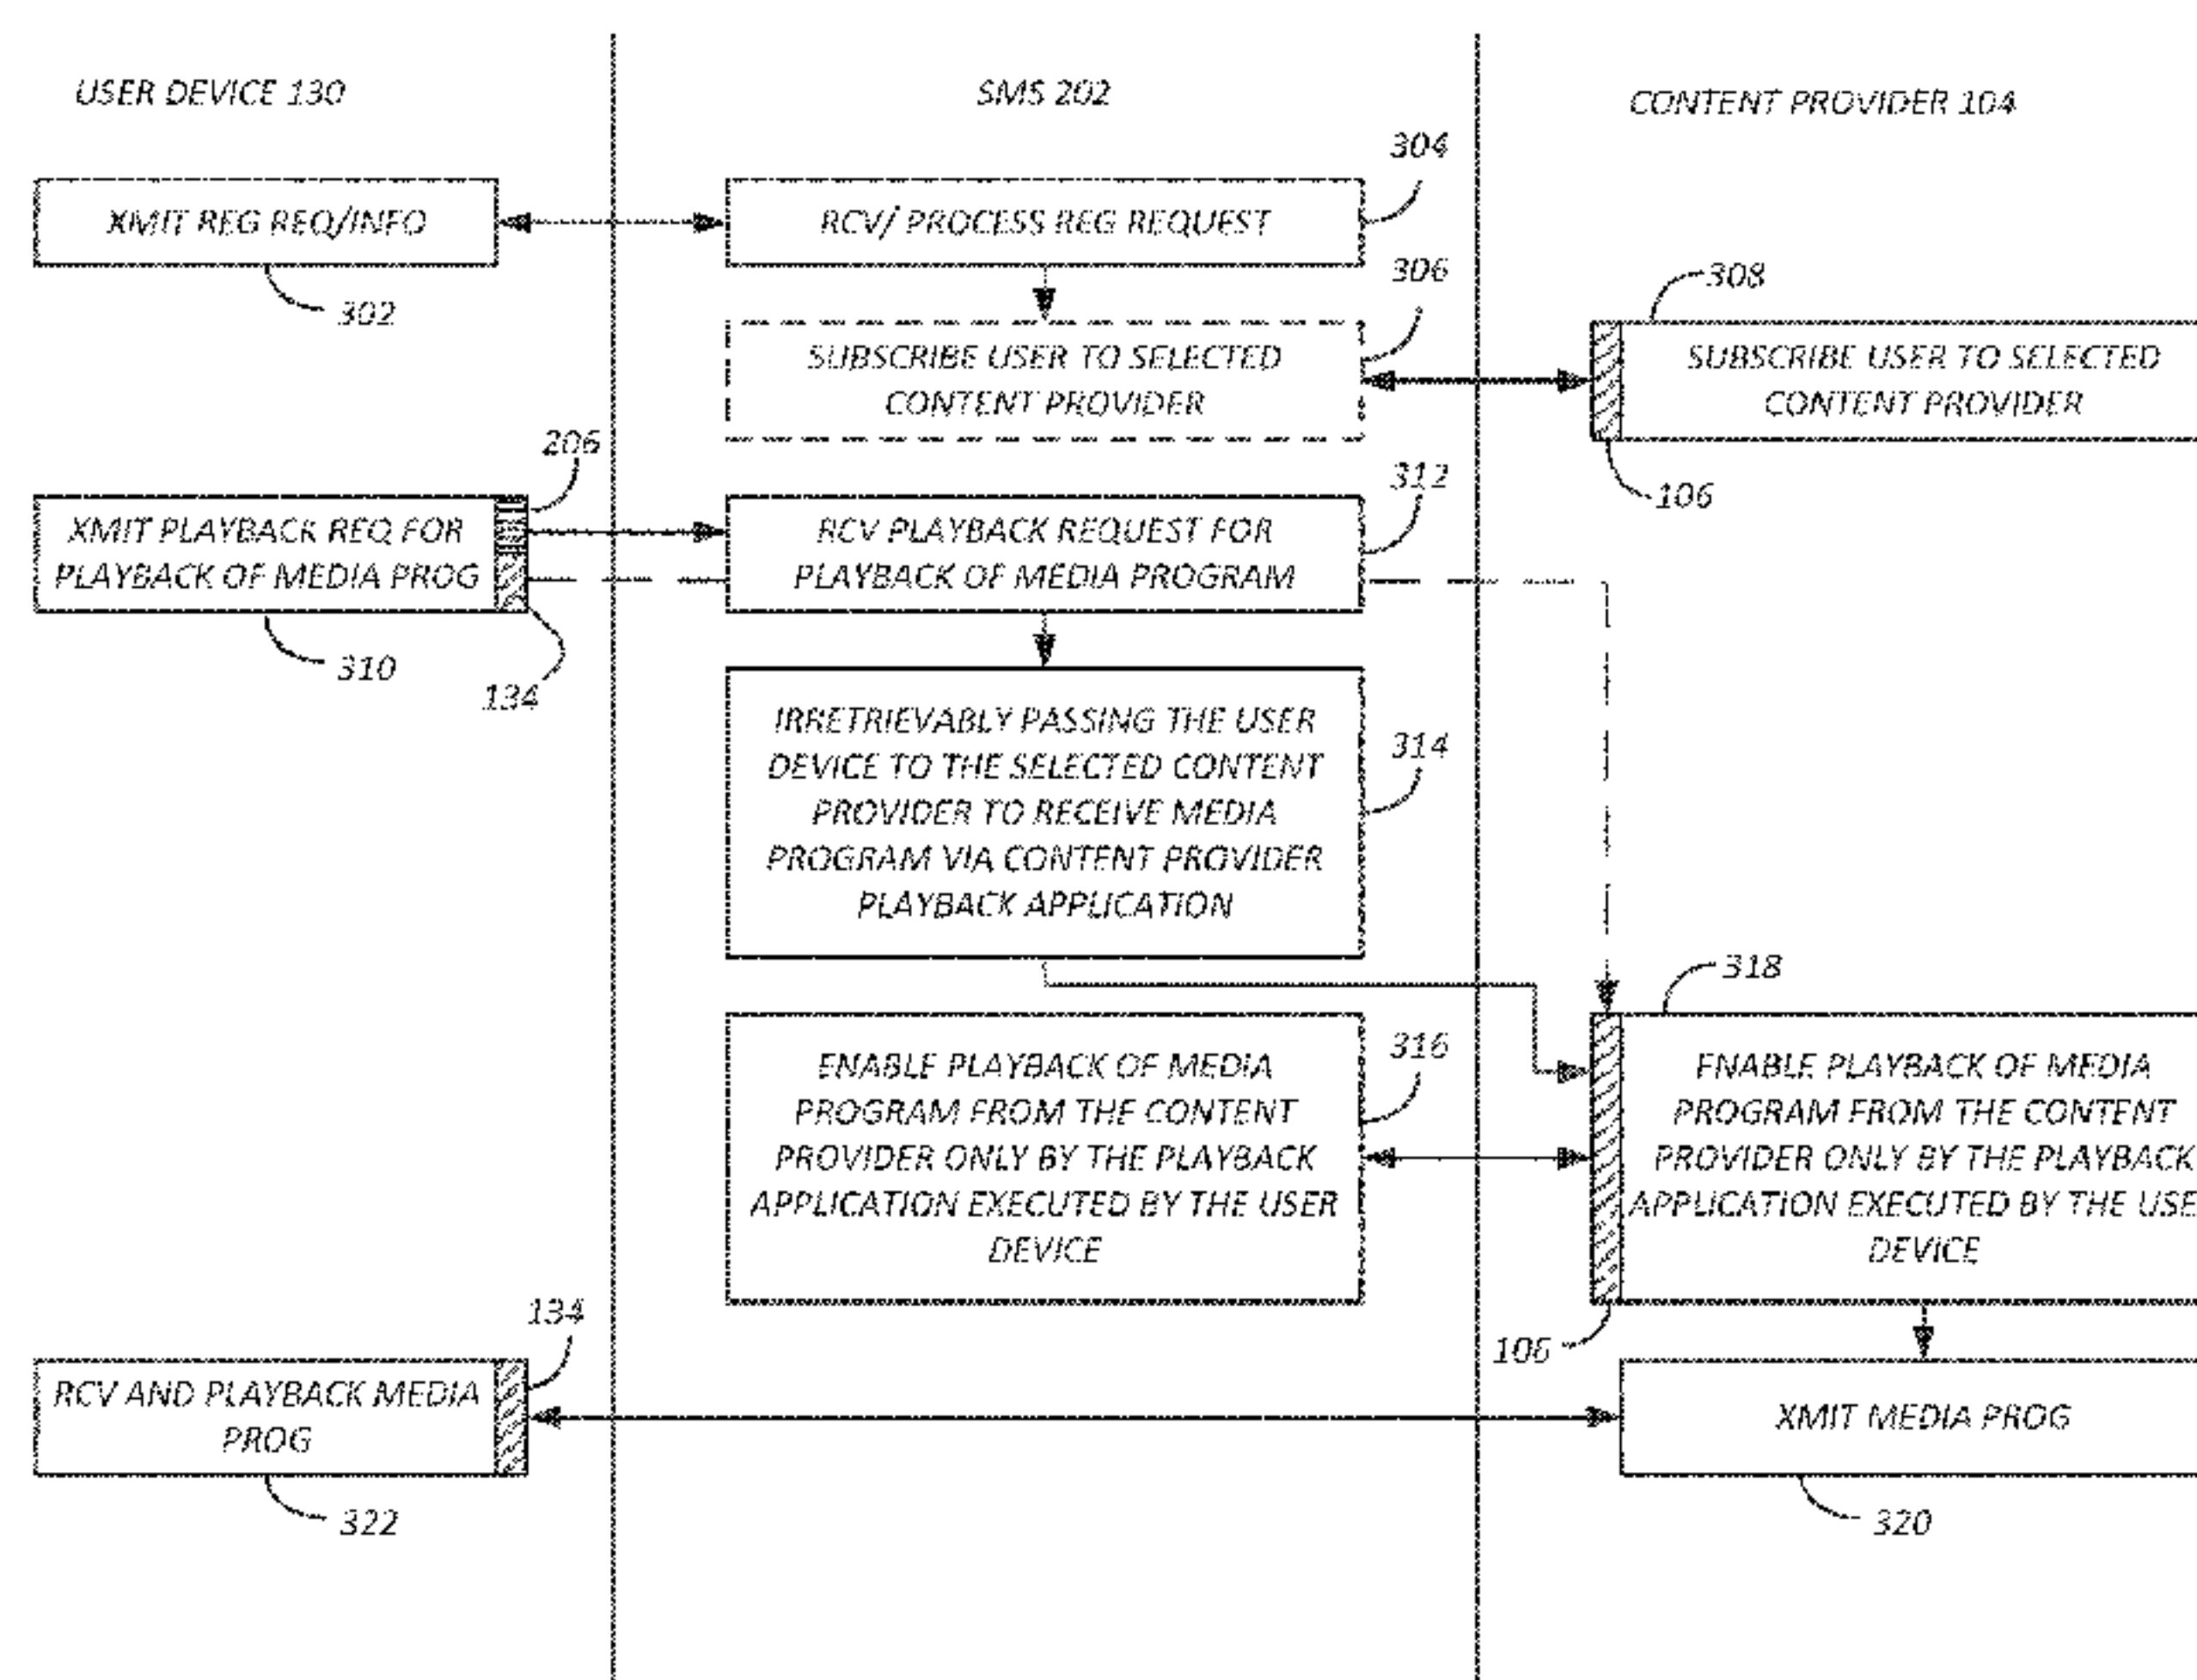 USER DEVICE 130
SMS 202
CONTENT PROVIDER 104
304
XMIT REG REQ/INFO
RCV/ PROCESS REG REQUEST
302
306
308
SUBSCRIBE USER TO SELECTED
CONTENT PROVIDER
SUBSCRIBE USER TO SELECTED
CONTENT PROVIDER
106
206
312
XMIT PLAYBACK REQ FOR
PLAYBACK OF MEDIA PROG
RCV PLAYBACK REQUEST FOR
PLAYBACK OF MEDIA PROGRAM
310
134
IRRETRIEVABLY PASSING THE USER
DEVICE TO THE SELECTED CONTENT
PROVIDER TO RECEIVE MEDIA
PROGRAM VIA CONTENT PROVIDER
PLAYBACK APPLICATION
314
318
ENABLE PLAYBACK OF MEDIA
PROGRAM FROM THE CONTENT
PROVIDER ONLY BY THE PLAYBACK
APPLICATION EXECUTED BY THE USER
DEVICE
316
ENABLE PLAYBACK OF MEDIA
PROGRAM FROM THE CONTENT
PROVIDER ONLY BY THE PLAYBACK
APPLICATION EXECUTED BY THE USE
DEVICE
106
134
RCV AND PLAYBACK MEDIA
PROG
XMIT MEDIA PROG
322
320